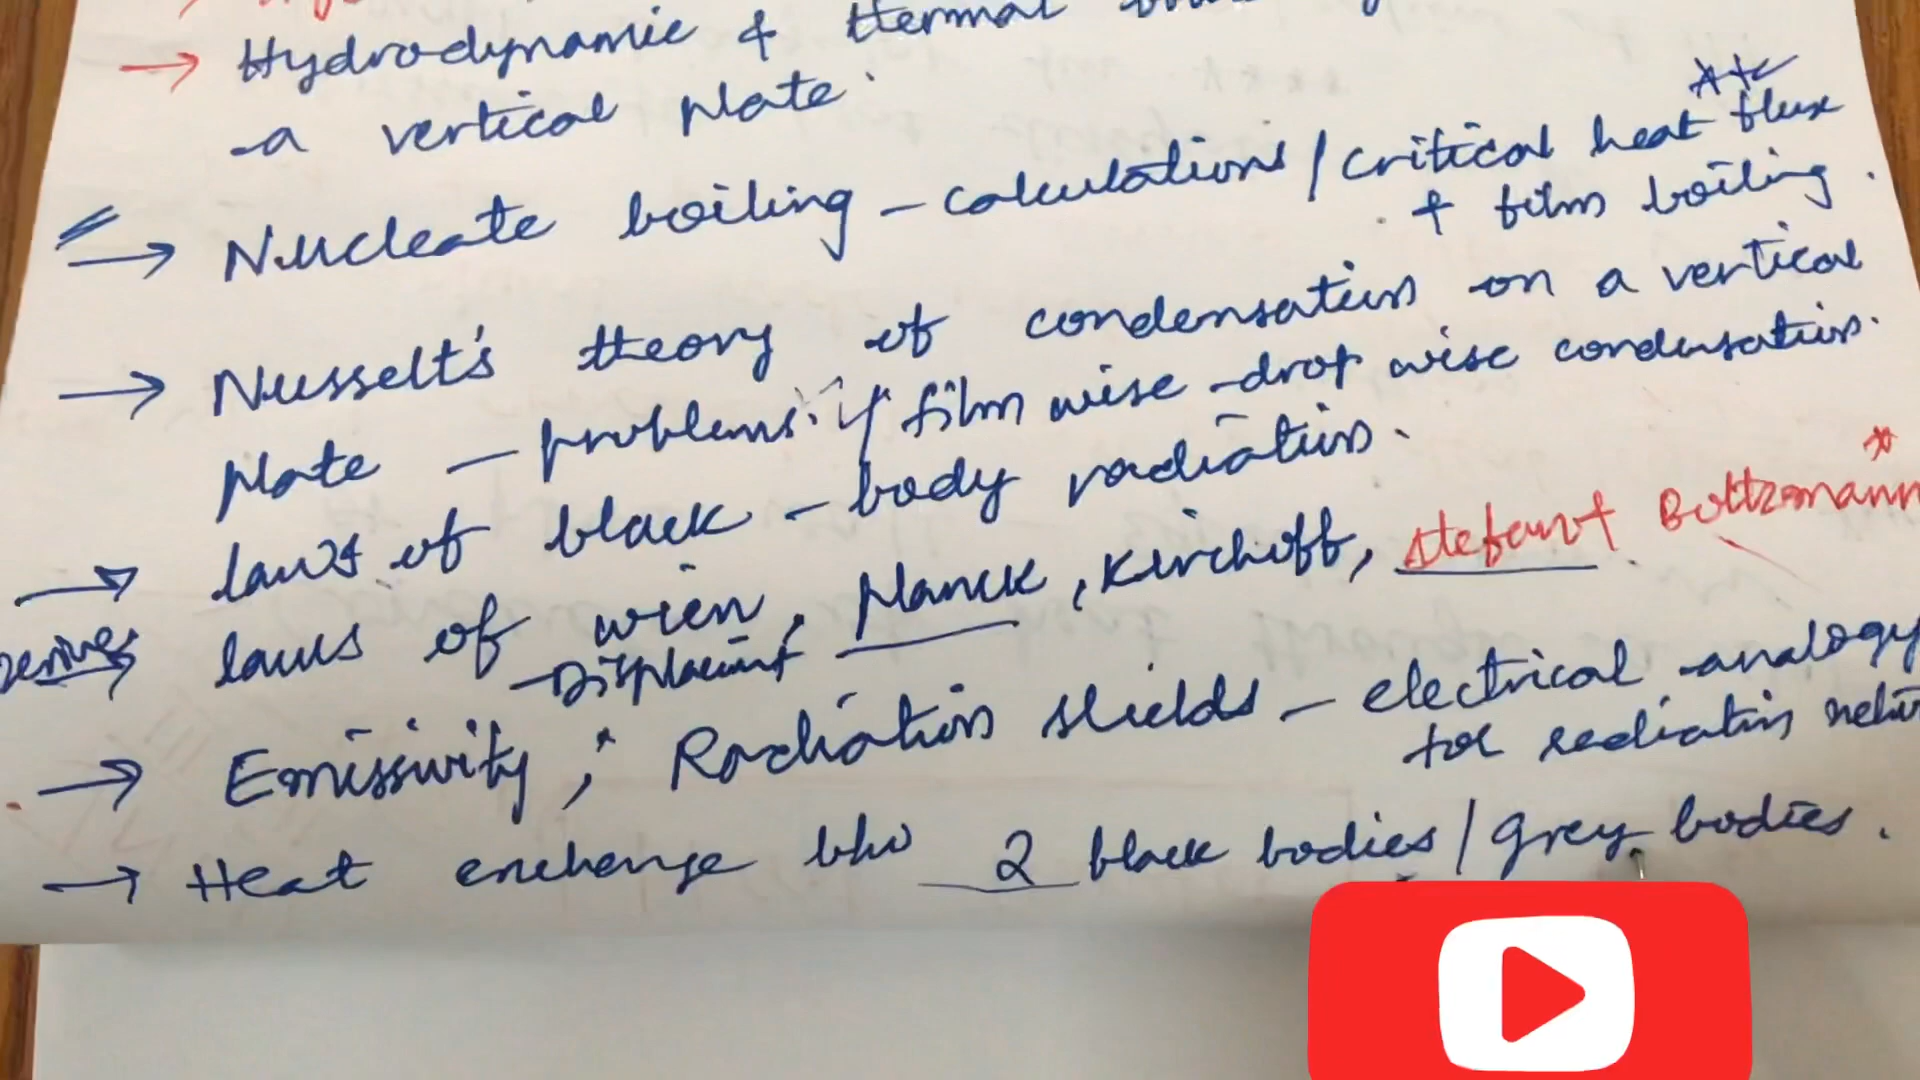 → Hydrodynamic & thermal
a vertical plate.
→ Nucleate boiling – calculations / critical heat flux
& film boiling.
→ Nusselt's theory of condensation on a vertical
plate — problems. film wise drop wise condensation.
→ laws of black – body radiation.
laws of wien, Planck, Kirchoff, Stefan Boltzmann
→ Emissivity; Radiation shields – electrical analogy
for radiation
→ Heat exchange b/w 2 black bodies / grey bodies.